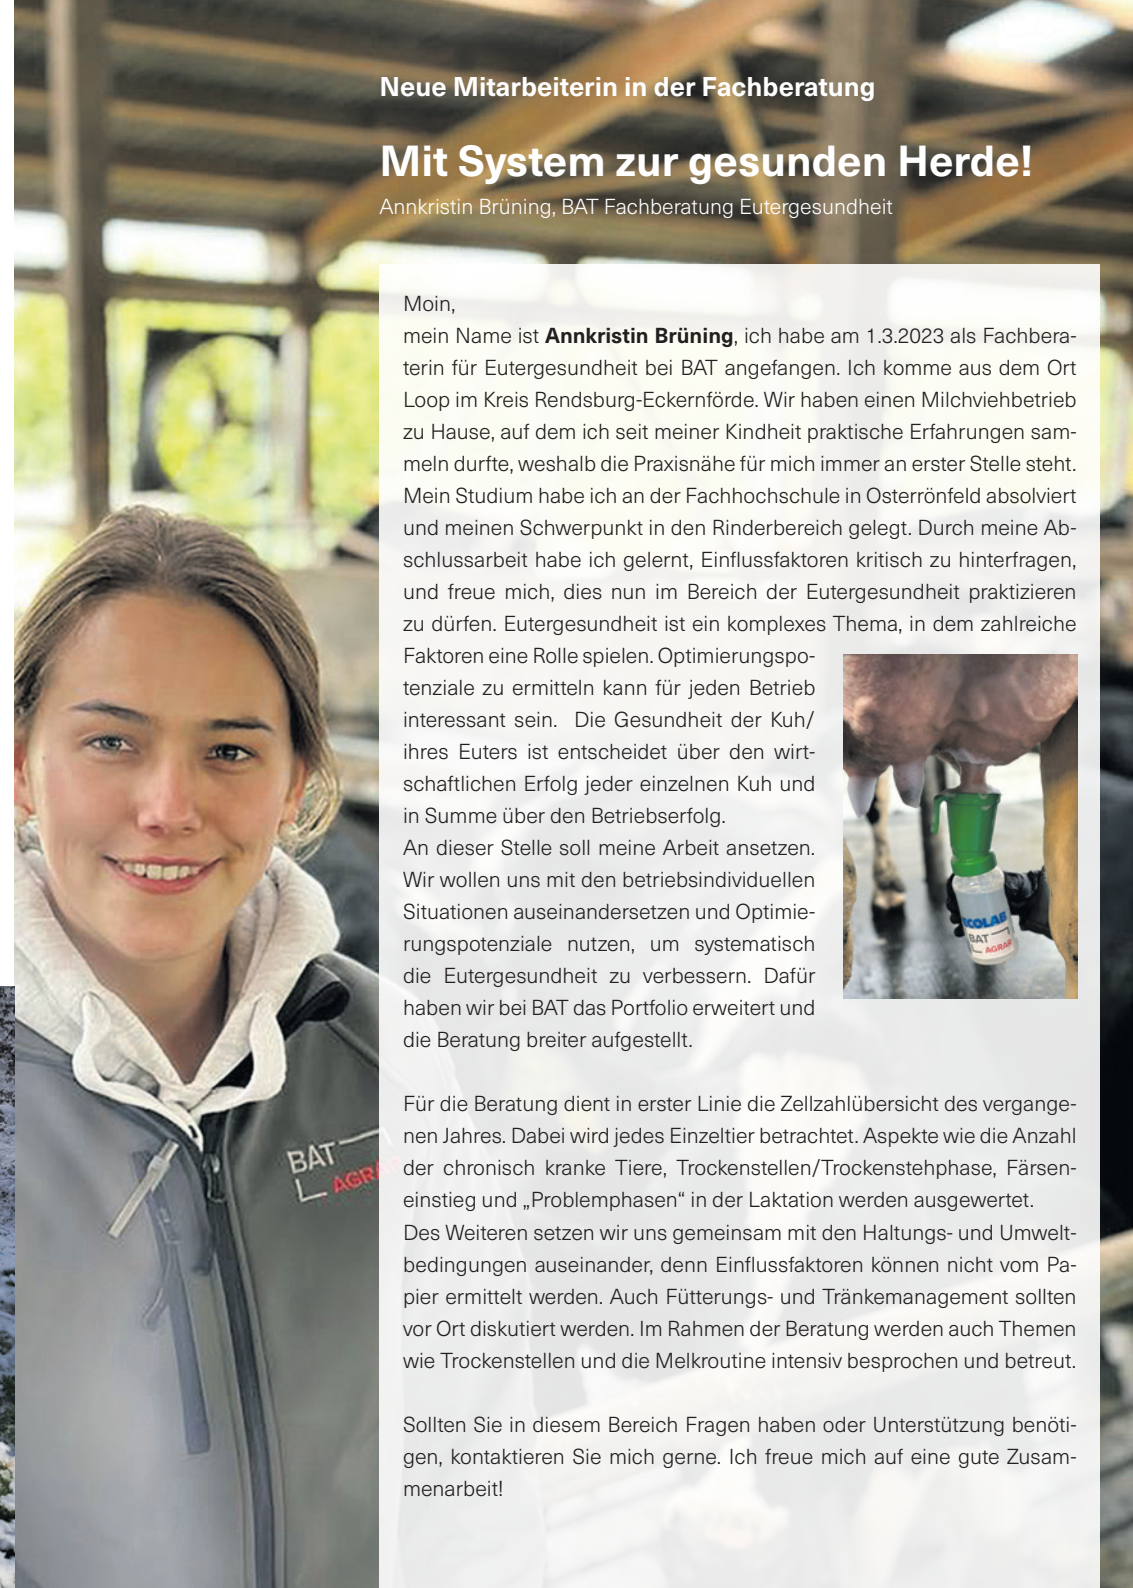 Neue Mitarbeiterin in der Fachberatung
Mit System zur gesunden Herde!
Annkristin Brüning, BAT Fachberatung Eutergesundheit
Moin,
mein Name ist Annkristin Brüning, ich habe am 1.3.2023 als Fachbera-
terin für Eutergesundheit bei BAT angefangen. Ich komme aus dem Ort
Loop im Kreis Rendsburg-Eckernförde. Wir haben einen Milchviehbetrieb
zu Hause, auf dem ich seit meiner Kindheit praktische Erfahrungen sam-
meln durfte, weshalb die Praxisnähe für mich immer an erster Stelle steht.
Mein Studium habe ich an der Fachhochschule in Osterrönfeld absolviert
und meinen Schwerpunkt in den Rinderbereich gelegt. Durch meine Ab-
schlussarbeit habe ich gelernt, Einflussfaktoren kritisch zu hinterfragen,
und freue mich, dies nun im Bereich der Eutergesundheit praktizieren
zu dürfen. Eutergesundheit ist ein komplexes Thema, in dem zahlreiche
Faktoren eine Rolle spielen. Optimierungspo-
tenziale zu ermitteln kann für jeden Betrieb
interessant sein. Die Gesundheit der Kuh/
ihres Euters ist entscheidet über den wirt-
schaftlichen Erfolg jeder einzelnen Kuh und
in Summe über den Betriebserfolg.
An dieser Stelle soll meine Arbeit ansetzen.
Wir wollen uns mit den betriebsindividuellen
Situationen auseinandersetzen und Optimie-
rungspotenziale nutzen, um systematisch
die Eutergesundheit zu verbessern. Dafür
haben wir bei BAT das Portfolio erweitert und
die Beratung breiter aufgestellt.
ECOLAB
BAT
AGRAR
Für die Beratung dient in erster Linie die Zellzahlübersicht des vergange-
nen Jahres. Dabei wird jedes Einzeltier betrachtet. Aspekte wie die Anzahl
der chronisch kranke Tiere, Trockenstellen/Trockenstehphase, Färsen-
einstieg und „Problemphasen“ in der Laktation werden ausgewertet.
Des Weiteren setzen wir uns gemeinsam mit den Haltungs- und Umwelt-
bedingungen auseinander, denn Einflussfaktoren können nicht vom Pa-
pier ermittelt werden. Auch Fütterungs- und Tränkemanagement sollten
vor Ort diskutiert werden. Im Rahmen der Beratung werden auch Themen
wie Trockenstellen und die Melkroutine intensiv besprochen und betreut.
Sollten Sie in diesem Bereich Fragen haben oder Unterstützung benöti-
gen, kontaktieren Sie mich gerne. Ich freue mich auf eine gute Zusam-
menarbeit!
BAT
AGRAR